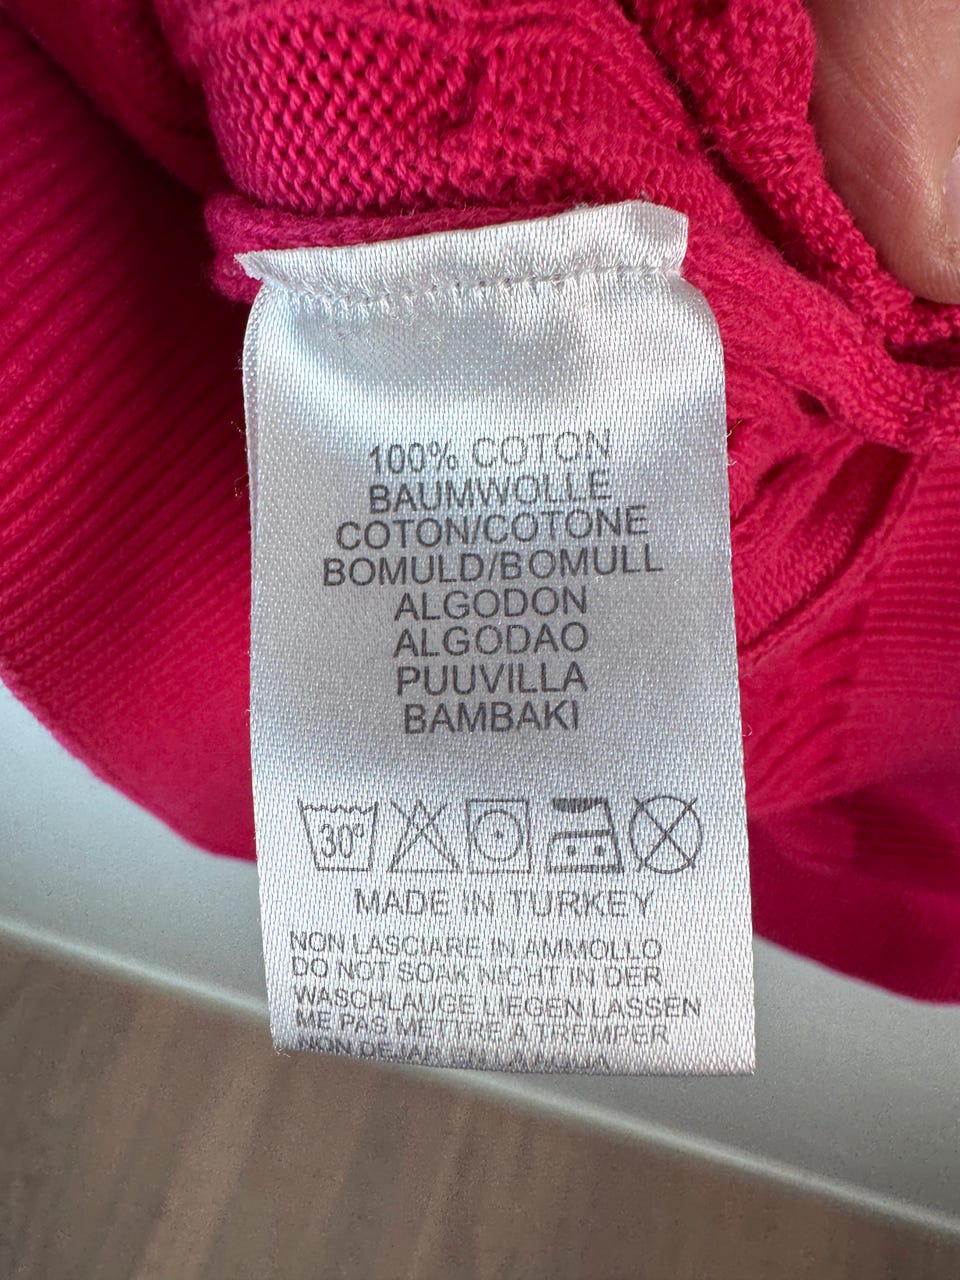 100% COTON
BAUMWOLLE
COTON/COTONE
BOMULD/BOMULL
ALGODON
ALGODAO
PUUVILLA
BAMBAKI
30°
MADE IN TURKEY
NON LASCIARE IN AMMOLLO
DO NOT SOAK NICHT IN DER
WASCHLAUGE LIEGEN LASSEN
ME PAS METTRE A TREMPER
NON